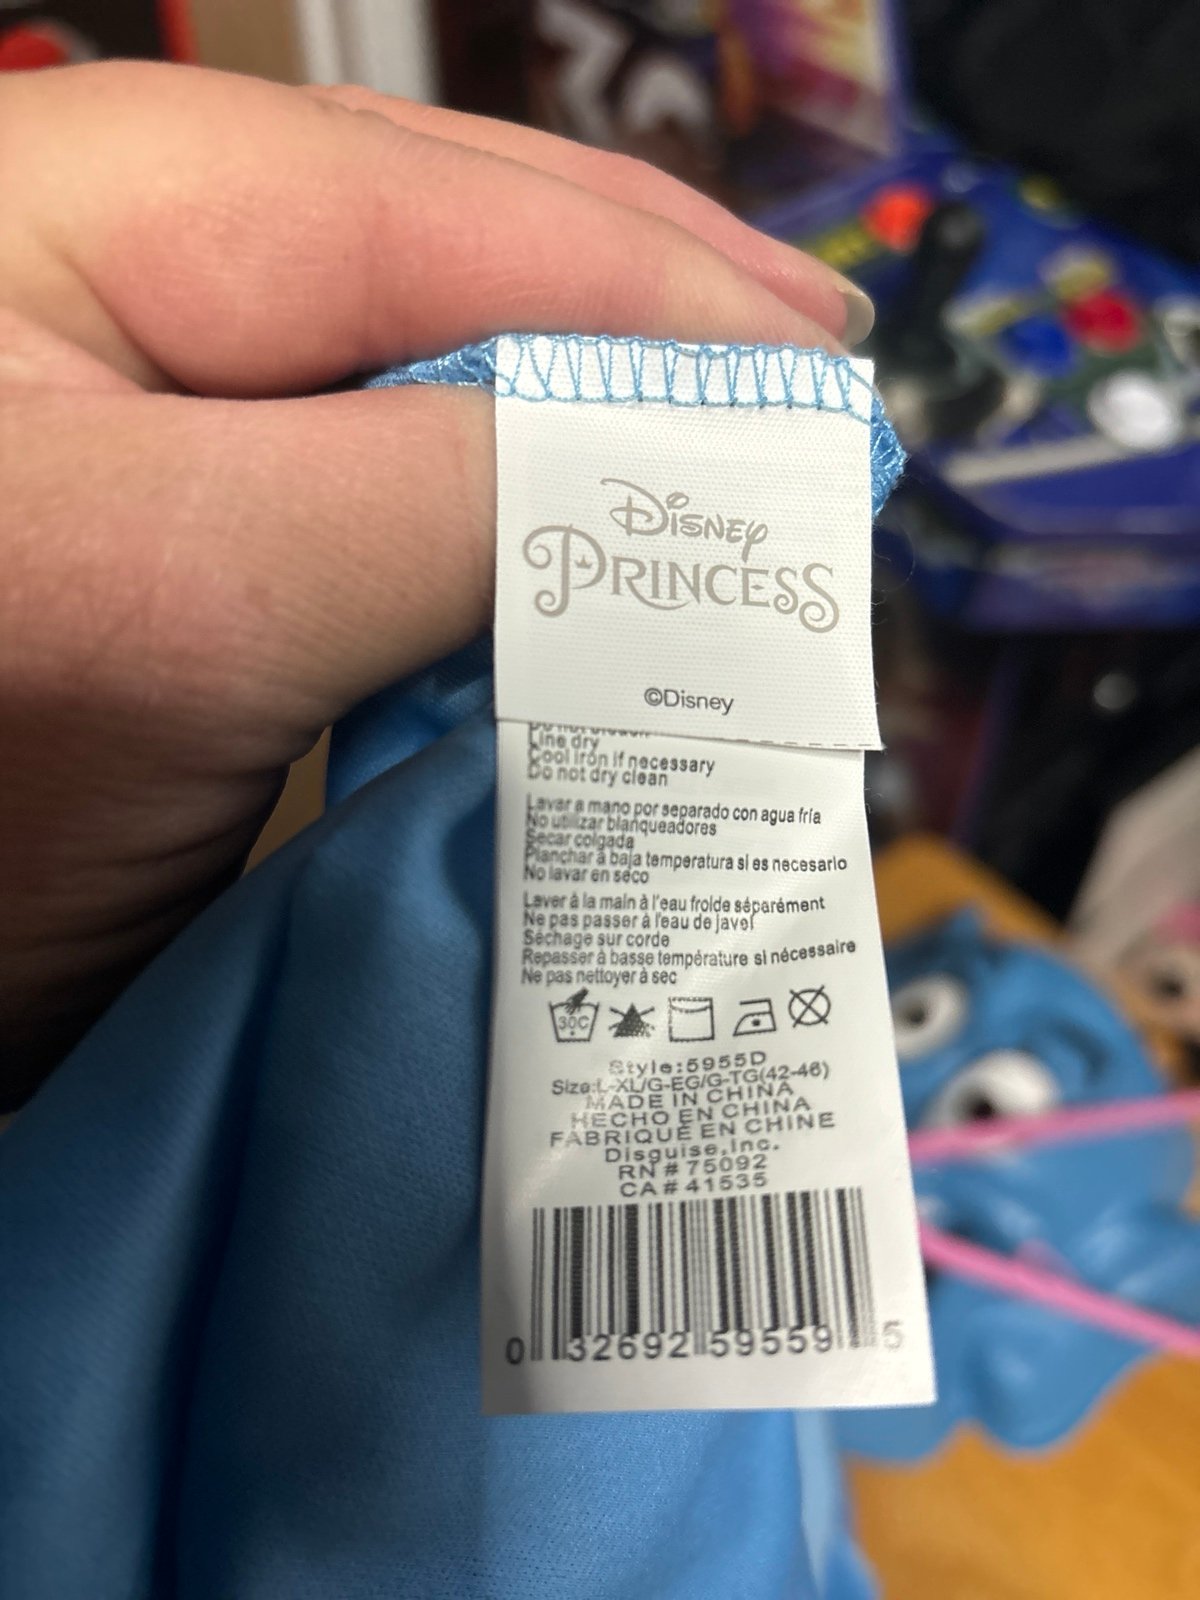 Disney
PRINCESS
©Disney
Do not bleach
Line dry
Cool iron if necessary
Do not dry clean
Lavar a mano por separado con agua fría
No utilizar blanqueadores
Secar colgada
Planchar à baja temperatura si es necesario
No lavar en seco
Laver à la main à l'eau froide séparément
Ne pas passer à l'eau de javel
Séchage sur corde
Repasser à basse température si nécessaire
Ne pas nettoyer à sec
30C
Style:5955D
Size:L-XL/G-EG/G-TG(42-46)
MADE IN CHINA
HECHO EN CHINA
FABRIQUÉ EN CHINE
Disguise,Inc.
RN # 75092
CA # 41535
0 32692 59559 5